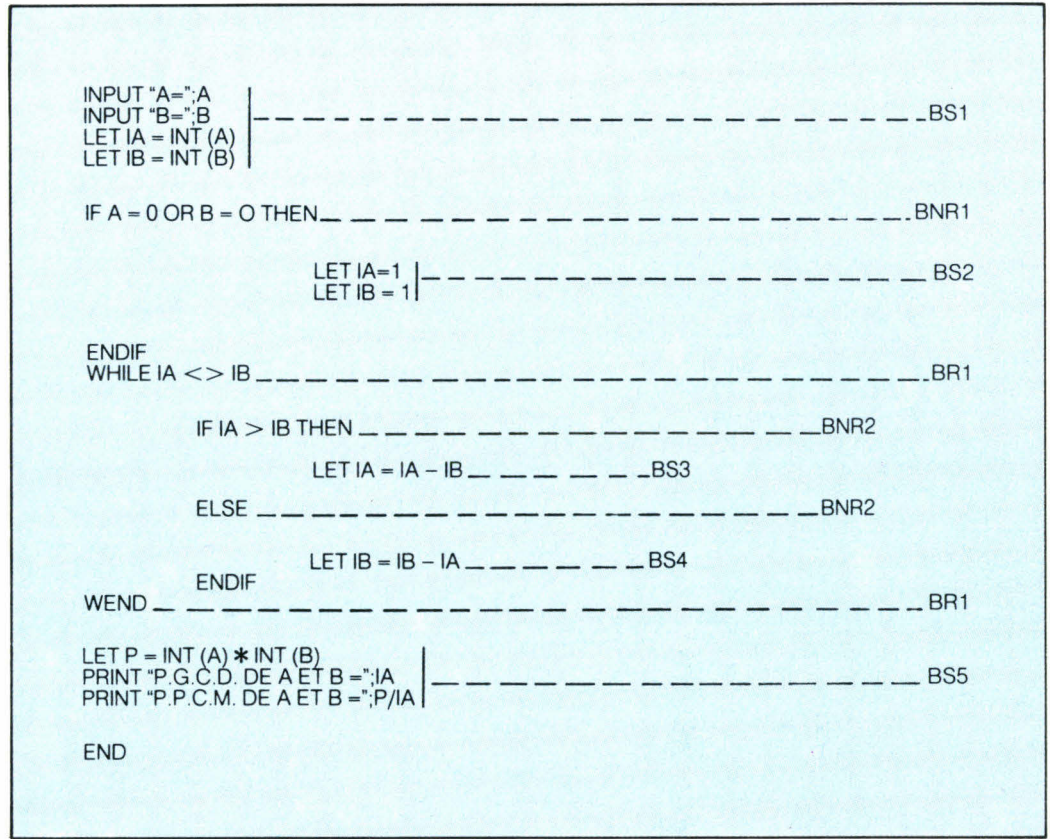 INPUT "A=";A
INPUT "B=";B
LET IA = INT (A)
LET IB = INT (B)
BS1
IF A = 0 OR B = O THEN
BNR1
LET IA=1
LET IB = 1
BS2
ENDIF
WHILE IA <> IB
BR1
IF IA > IB THEN
BNR2
LET IA = IA – IB
BS3
ELSE
BNR2
LET IB = IB – IA
BS4
ENDIF
WEND
BR1
LET P = INT (A) * INT (B)
PRINT "P.G.C.D. DE A ET B =";IA
PRINT "P.P.C.M. DE A ET B =";P/IA
BS5
END